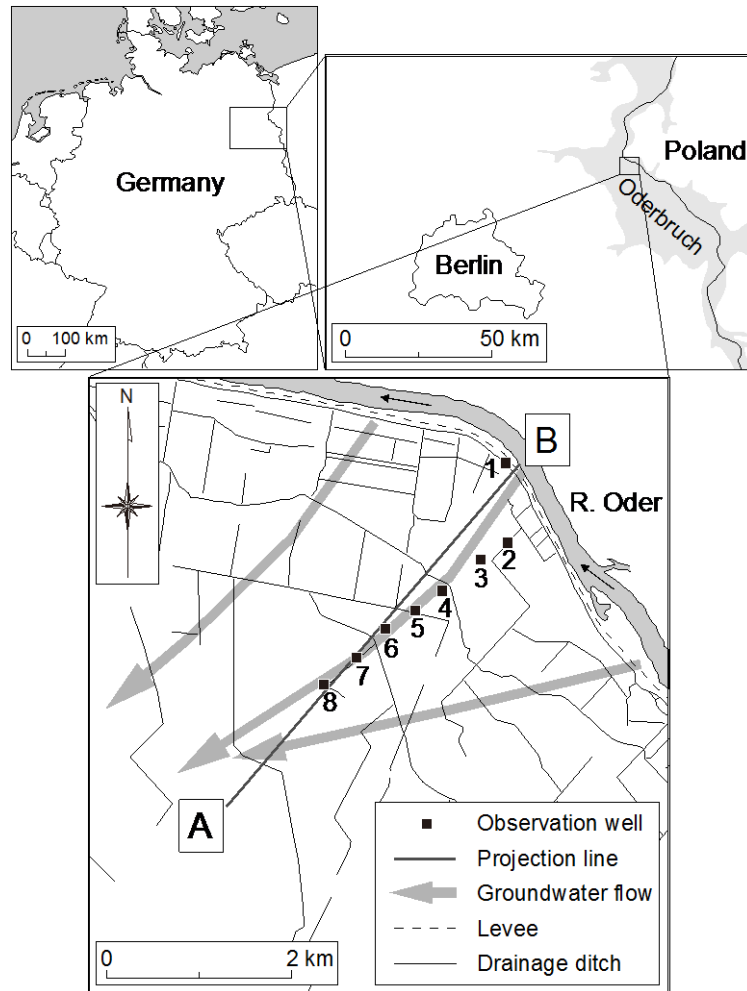 Germany
0 100 km
Poland
Oderbruch
Berlin
0 50 km
N
B
1
R. Oder
2
3
4
5
6
7
8
A
Observation well
Projection line
Groundwater flow
Levee
Drainage ditch
0 2 km